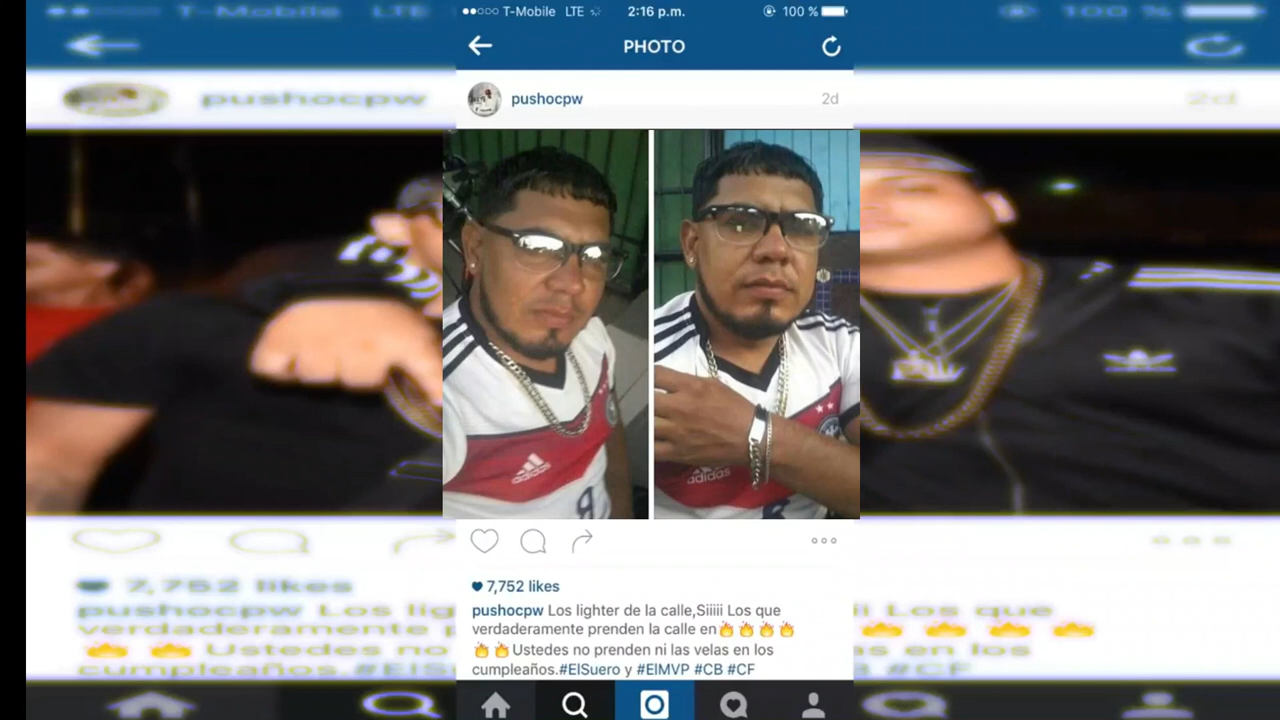 T-Mobile LTE 2:16 p.m. 100 %
PHOTO
pushocpw 2d
adidas
adidas
7,752 likes
pushocpw Los lighter de la calle,Siiiii Los que
verdaderamente prenden la calle en🔥🔥🔥🔥
🔥🔥Ustedes no prenden ni las velas en los
cumpleaños.#ElSuero y #ElMVP #CB #CF